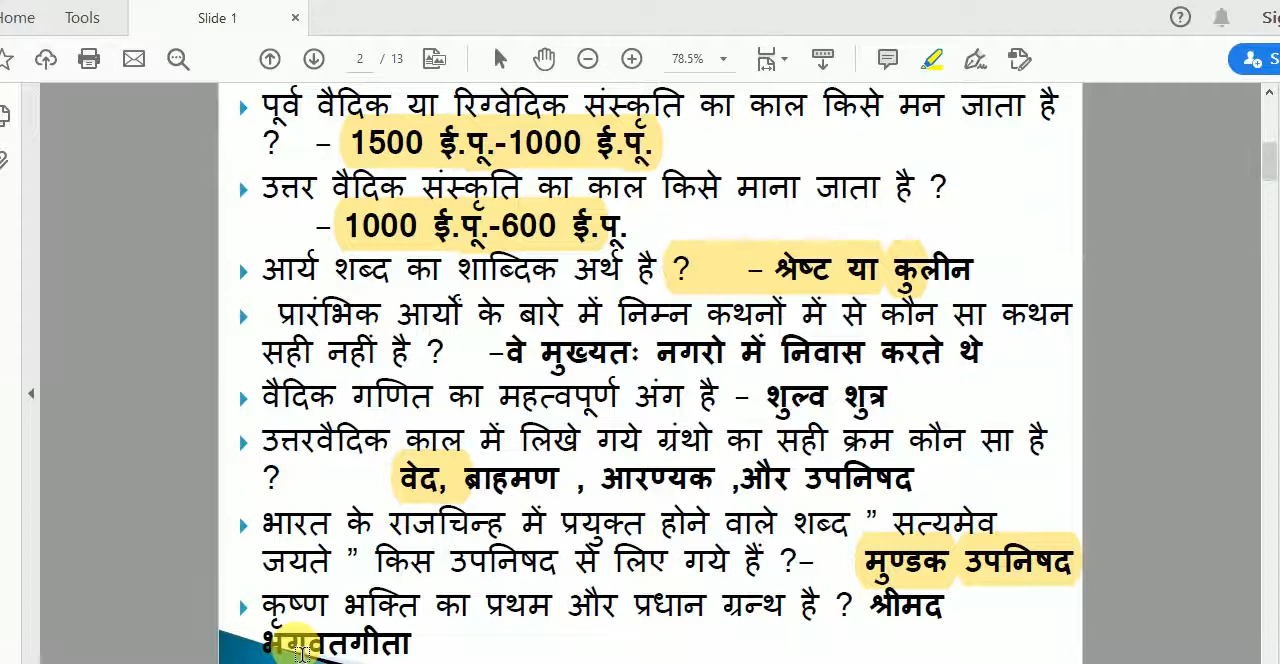 Home Tools Slide 1 × ? Sig
2 / 13 78.5% S
पूर्व वैदिक या रिग्वेदिक संस्कृति का काल किसे मन जाता है
? – 1500 ई.पू.-1000 ई.पू.
उत्तर वैदिक संस्कृति का काल किसे माना जाता है ?
– 1000 ई.पू.-600 ई.पू.
आर्य शब्द का शाब्दिक अर्थ है ? – श्रेष्ट या कुलीन
प्रारंभिक आर्यों के बारे में निम्न कथनों में से कौन सा कथन
सही नहीं है ? –वे मुख्यतः नगरो में निवास करते थे
वैदिक गणित का महत्वपूर्ण अंग है – शुल्व शुत्र
उत्तरवैदिक काल में लिखे गये ग्रंथो का सही क्रम कौन सा है
? वेद, ब्राहमण , आरण्यक ,और उपनिषद
भारत के राजचिन्ह में प्रयुक्त होने वाले शब्द ” सत्यमेव
जयते ” किस उपनिषद से लिए गये हैं ?– मुण्डक उपनिषद
कृष्ण भक्ति का प्रथम और प्रधान ग्रन्थ है ? श्रीमद
भगवतगीता